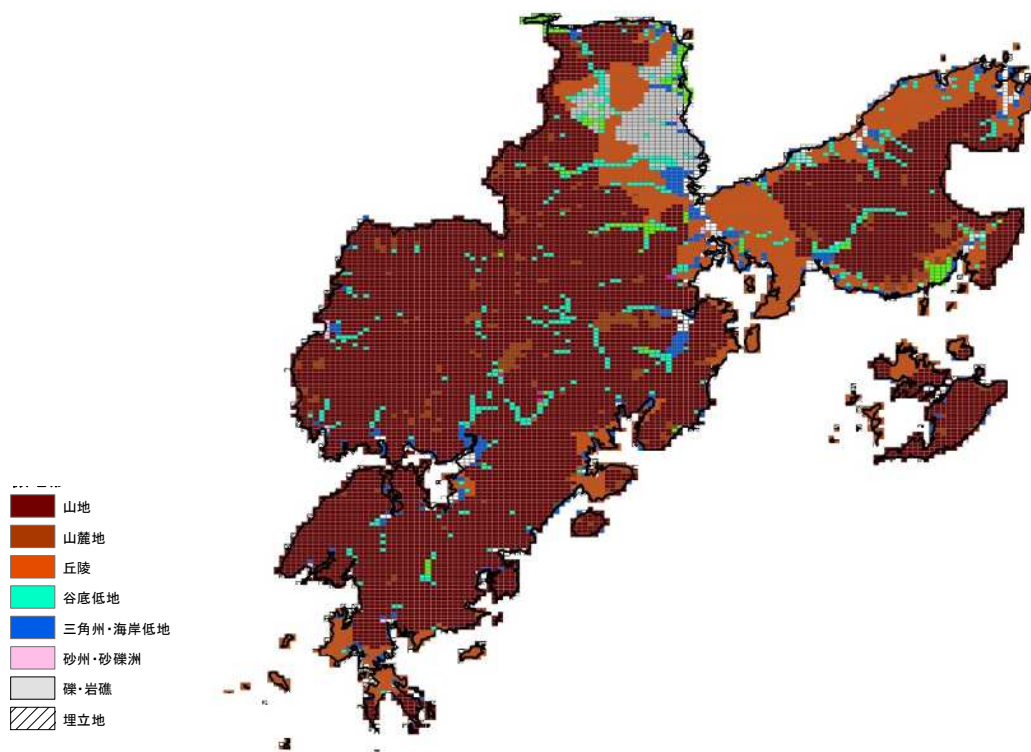 山地
山麓地
丘陵
谷底低地
三角州・海岸低地
砂州・砂礫洲
礫・岩礁
埋立地